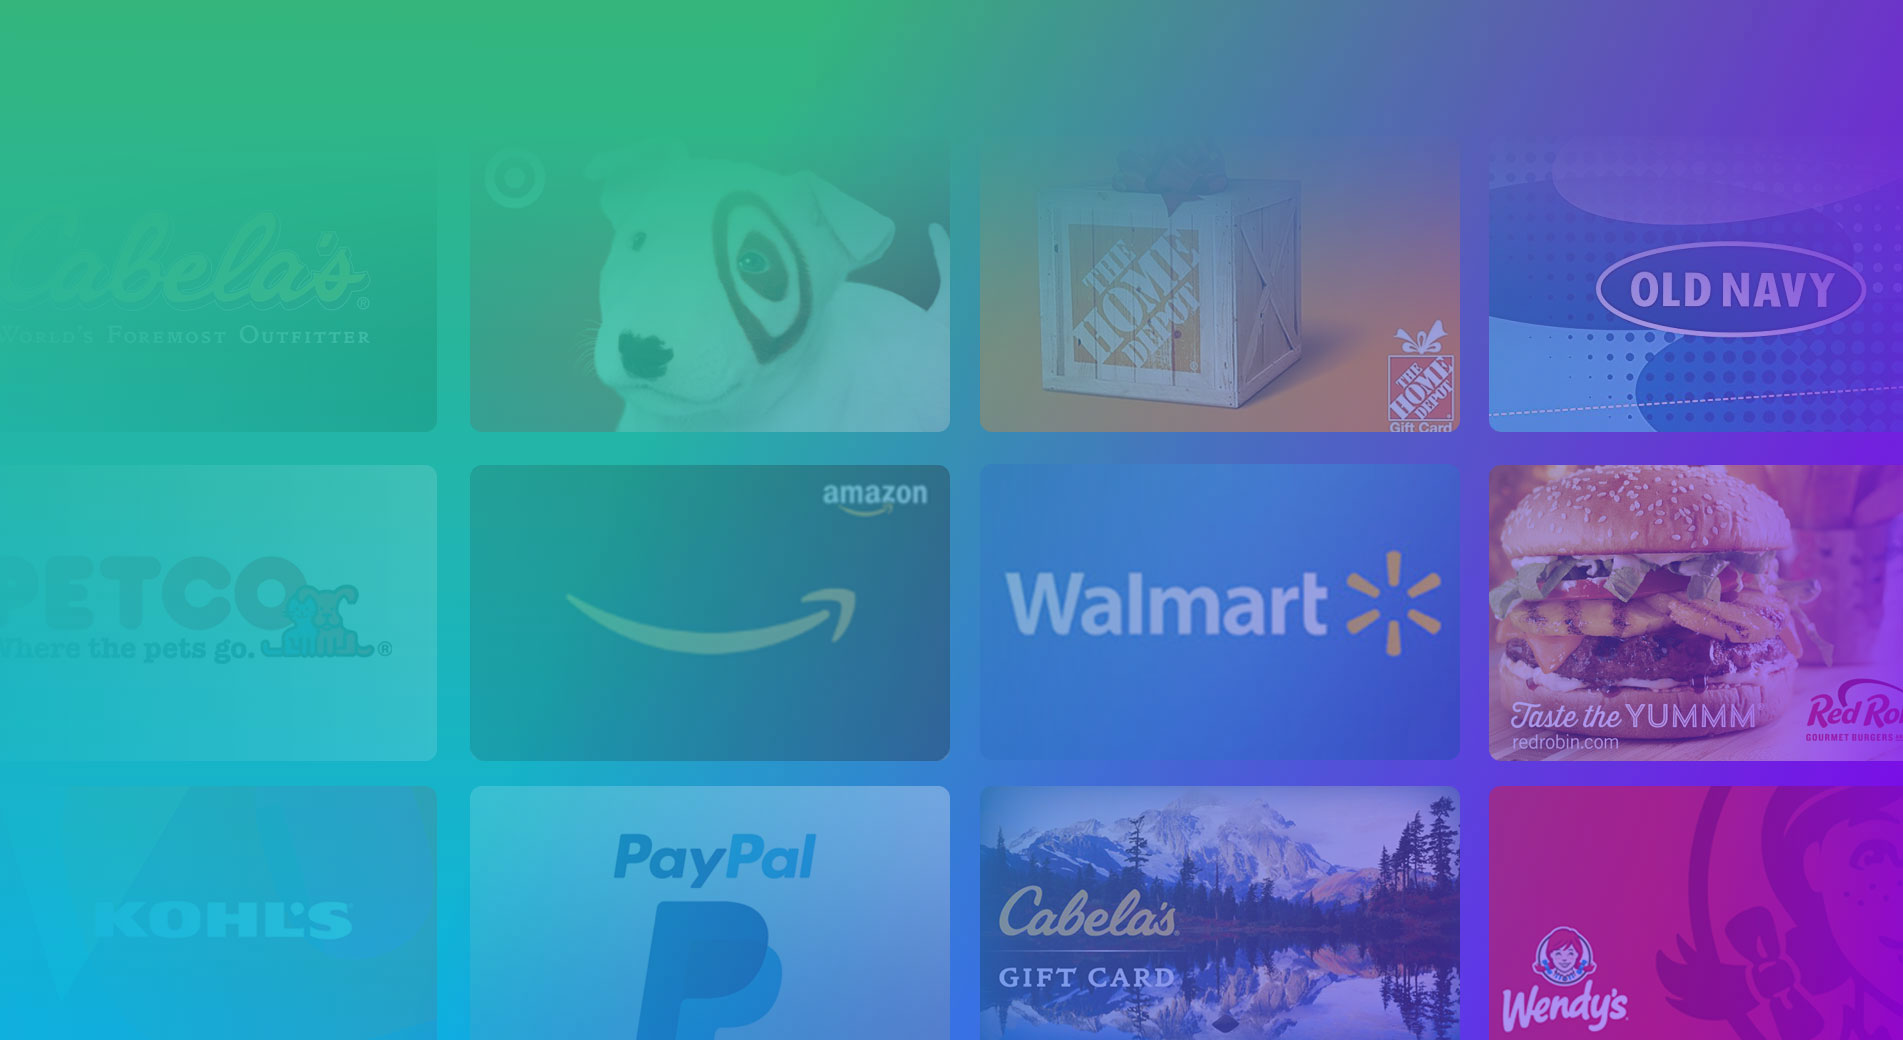 Cabela's®
WORLD'S FOREMOST OUTFITTER
THE HOME DEPOT®
THE HOME DEPOT
Gift Card
OLD NAVY
PETCO
Where the pets go.®
amazon
Walmart
Taste the YUMMM®
redrobin.com
Red
GOURMET BURGERS
KOHL'S
PayPal
Cabela's®
GIFT CARD
Wendy's